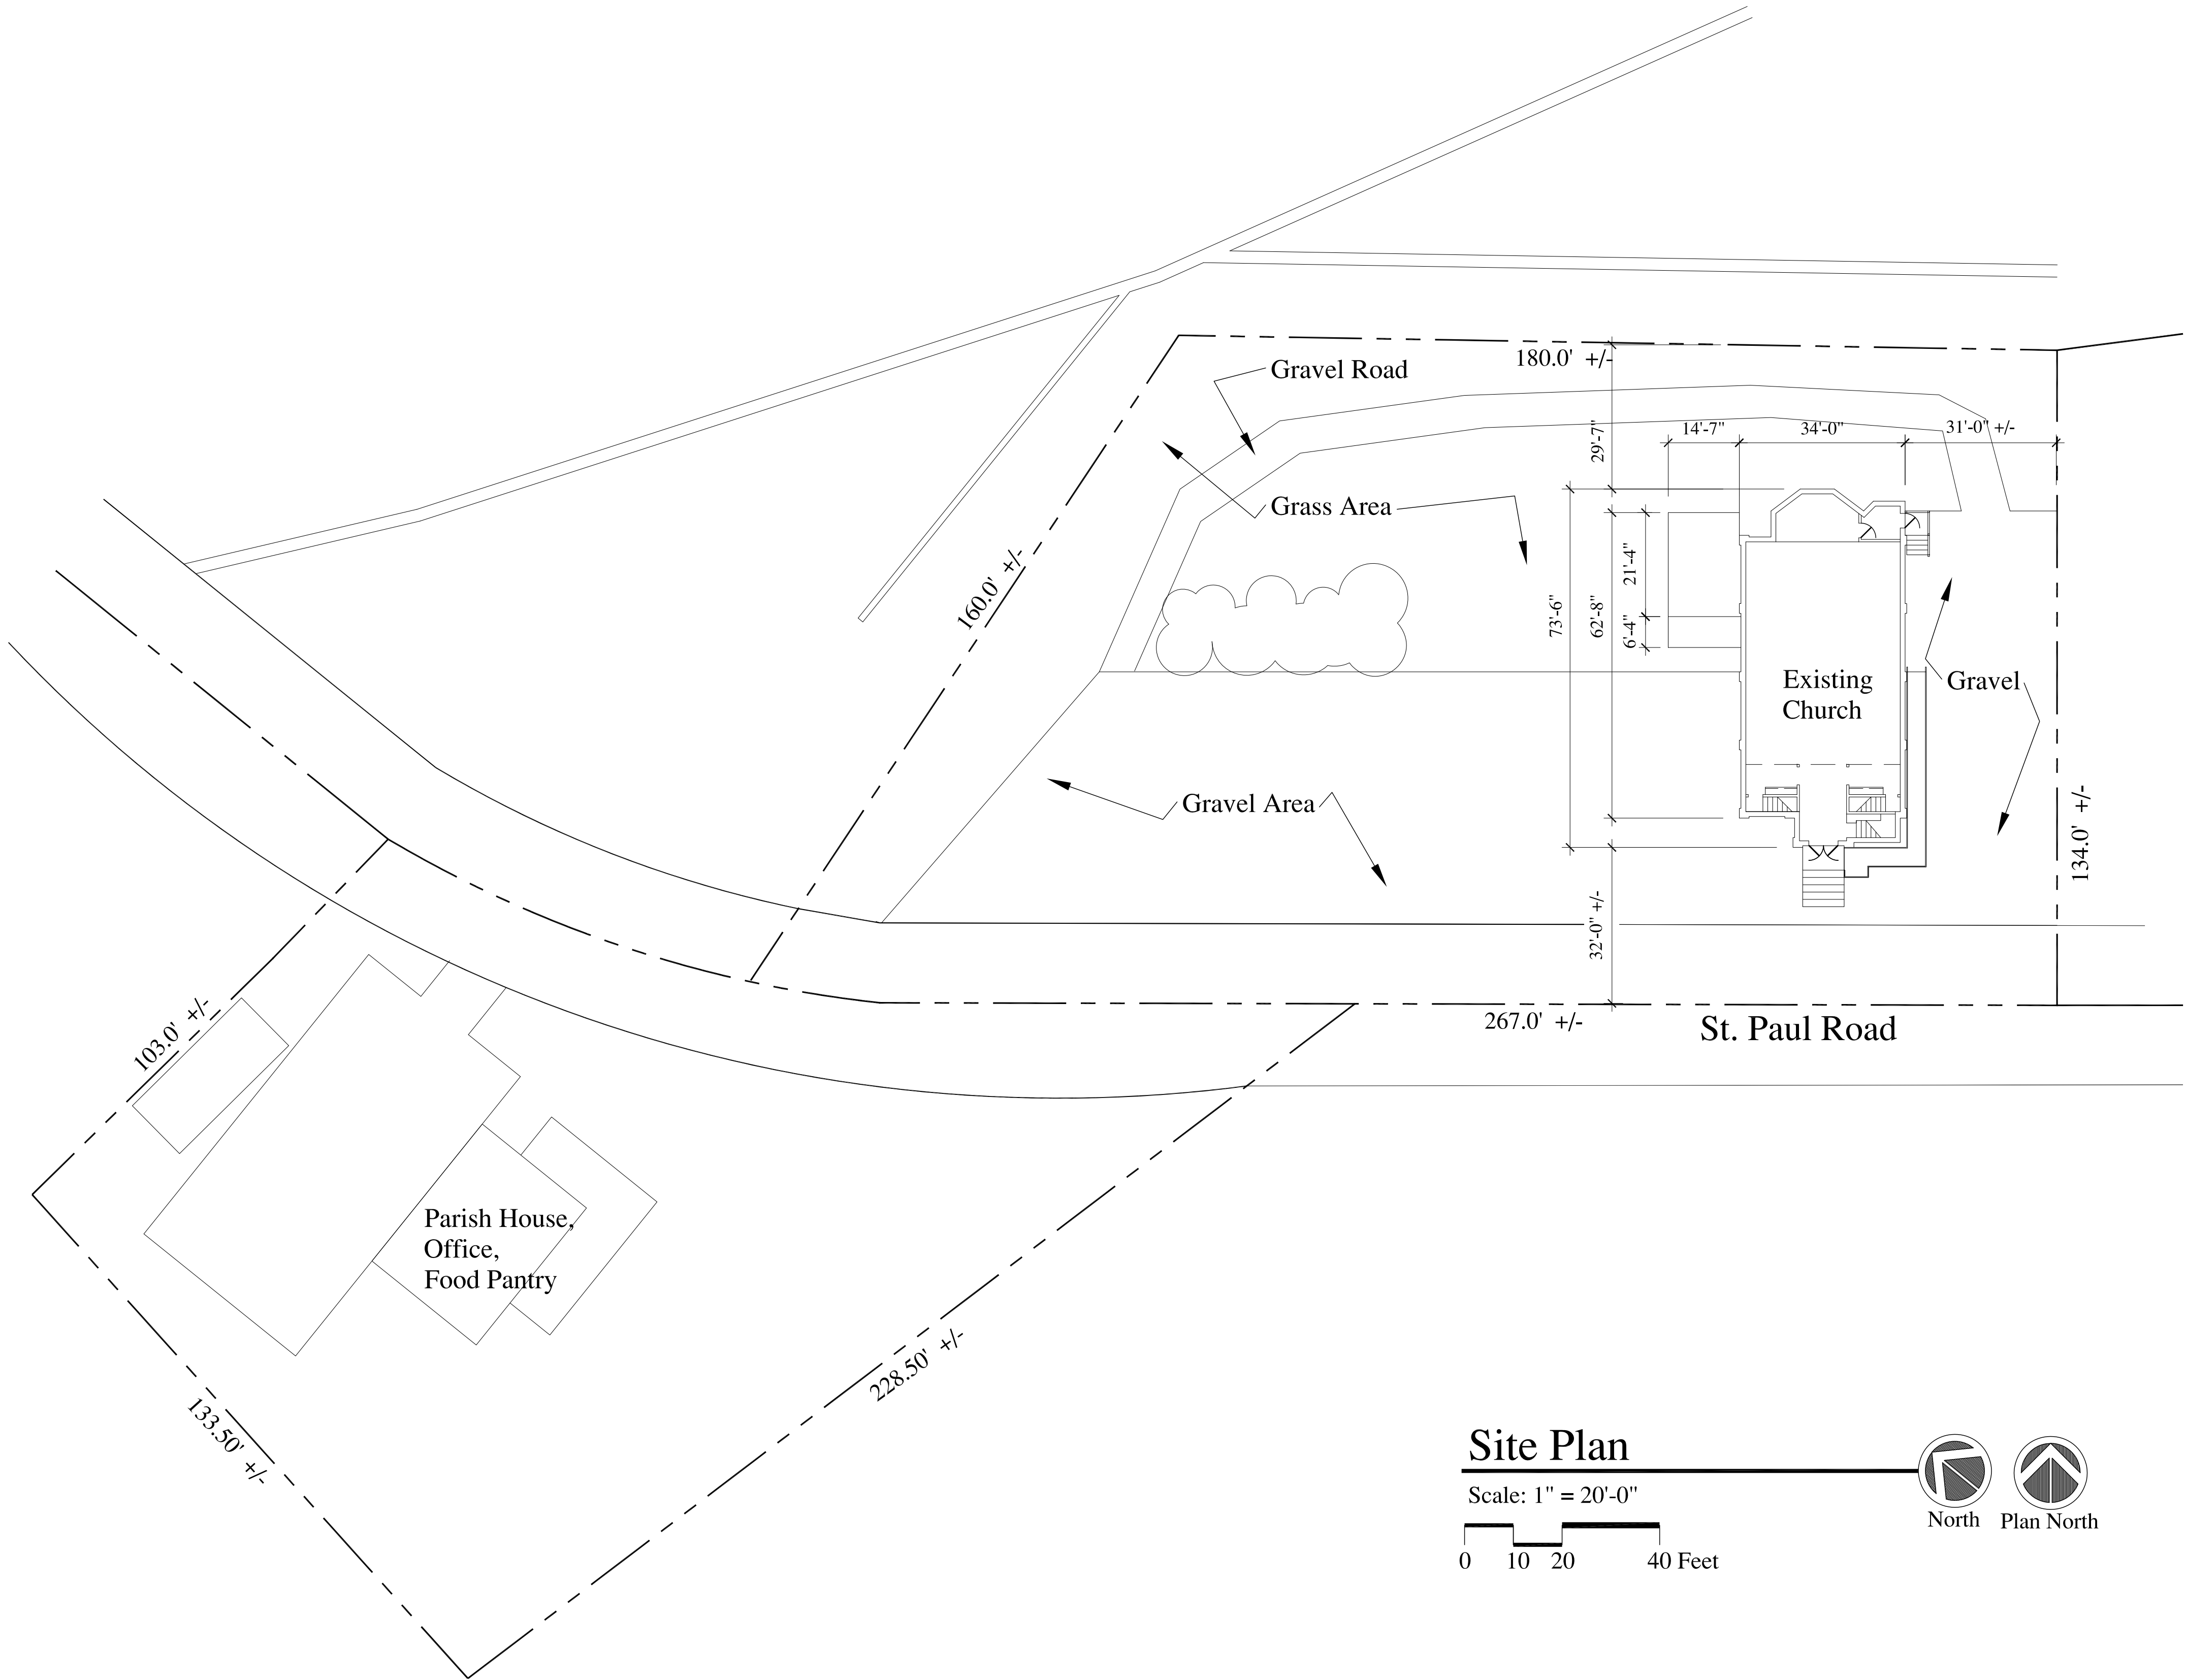 180.0' +/-
Gravel Road
14'-7"
34'-0"
31'-0" +/-
29'-7"
Grass Area
160.0' +/-
21'-4"
73'-6"
62'-8"
6'-4"
Existing
Church
Gravel
Gravel Area
134.0' +/-
32'-0" +/-
103.0' +/-
267.0' +/-
St. Paul Road
Parish House,
Office,
Food Pantry
228.50' +/-
133.50' +/-
Site Plan
Scale: 1" = 20'-0"
North
Plan North
0 10 20 40 Feet